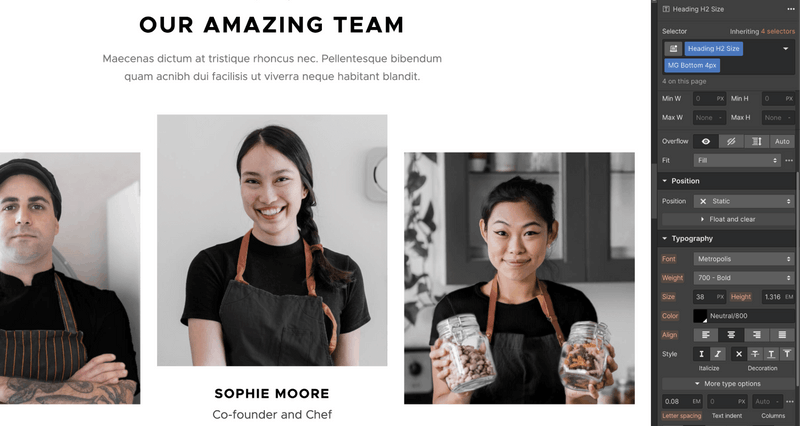 OUR AMAZING TEAM
Maecenas dictum at tristique rhoncus nec. Pellentesque bibendum
quam acnibh dui facilisis ut viverra neque habitant blandit.
SOPHIE MOORE
Co-founder and Chef
Heading H2 Size
Selector Inheriting 4 selectors
Heading H2 Size
MG Bottom 4px
4 on this page
Min W 0 PX Min H 0 PX
Max W None - Max H None -
Overflow Auto
Fit Fill
Position
Position Static
Float and clear
Typography
Font Metropolis
Weight 700 - Bold
Size 38 PX Height 1.316 EM
Color Neutral/800
Align
Style
Italicize Decoration
More type options
0.08 EM 0 PX Auto -
Letter spacing Text indent Columns